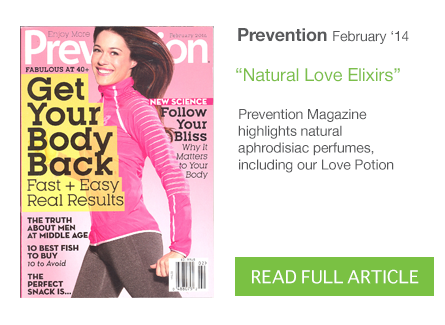 Enjoy More
February 2014
Prevention
FABULOUS AT 40+
Get
Your
Body
Back
Fast + Easy
Real Results
NEW SCIENCE
Follow
Your
Bliss
Why It
Matters
to Your
Body
THE TRUTH
ABOUT MEN
AT MIDDLE AGE
10 BEST FISH
TO BUY
10 to Avoid
THE
PERFECT
SNACK IS...
Prevention February ‘14
“Natural Love Elixirs”
Prevention Magazine
highlights natural
aphrodisiac perfumes,
including our Love Potion
READ FULL ARTICLE